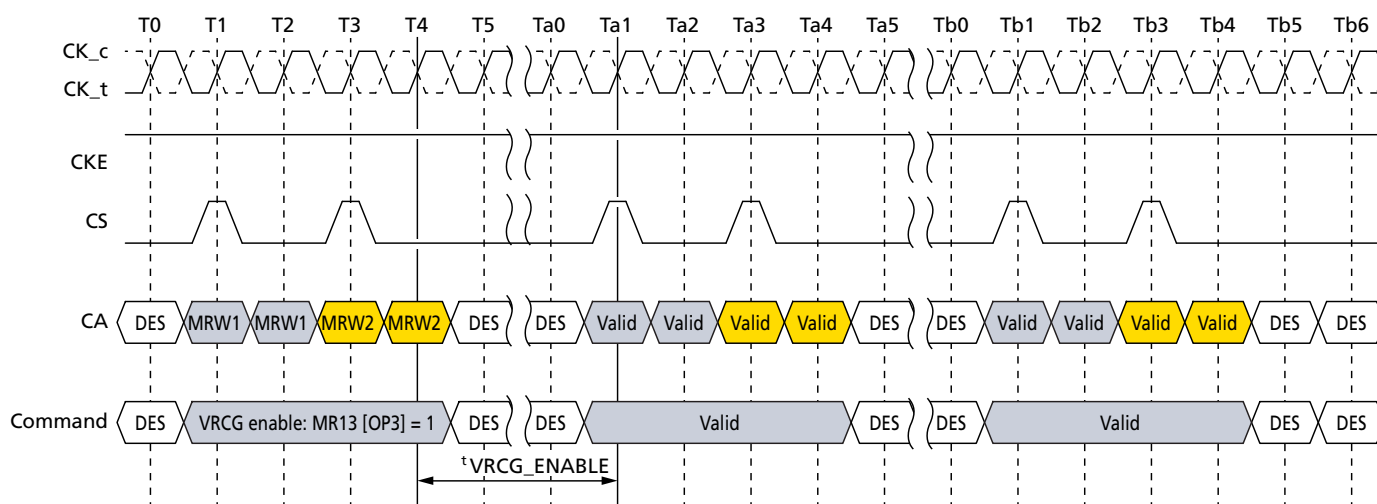 T0 T1 T2 T3 T4 T5 Ta0 Ta1 Ta2 Ta3 Ta4 Ta5 Tb0 Tb1 Tb2 Tb3 Tb4 Tb5 Tb6
CK_c
CK_t
CKE
CS
CA DES MRW1 MRW1 MRW2 MRW2 DES DES Valid Valid Valid Valid DES DES Valid Valid Valid Valid DES DES
Command DES VRCG enable: MR13 [OP3] = 1 DES DES Valid DES DES Valid DES DES
tVRCG_ENABLE